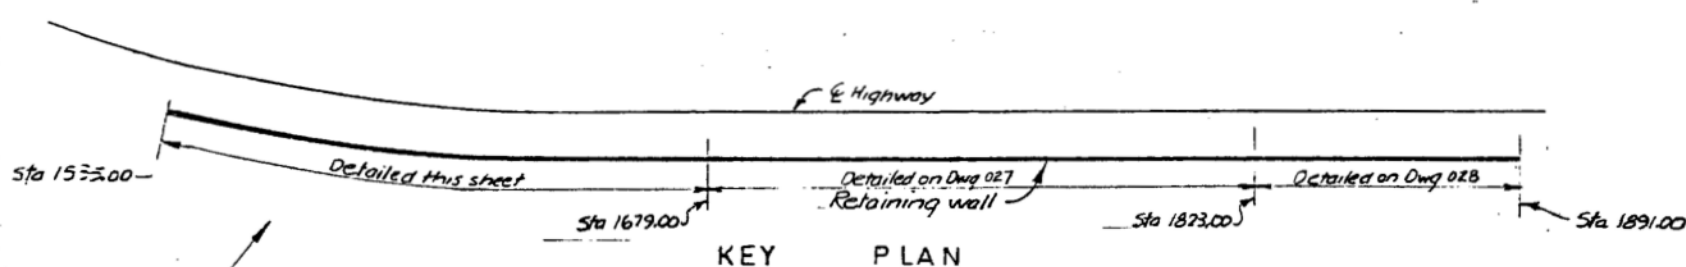 ℄ Highway
Sta
Detailed this sheet
Detailed on Dwg 027
Detailed on Dwg 028
Retaining wall
Sta 1679.00
Sta 1823.00
Sta 1891.00
KEY PLAN